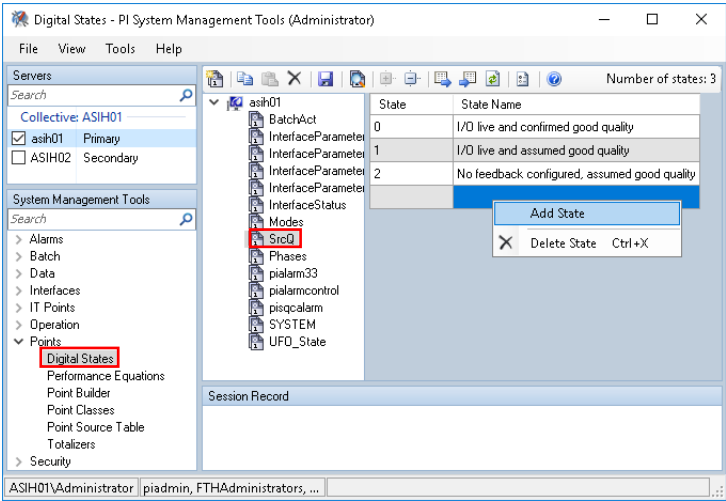 Digital States - PI System Management Tools (Administrator)
File View Tools Help
Servers
Search
Collective: ASIH01
asih01 Primary
ASIH02 Secondary
System Management Tools
Search
Alarms
Batch
Data
Interfaces
IT Points
Operation
Points
Digital States
Performance Equations
Point Builder
Point Classes
Point Source Table
Totalizers
Security
Number of states: 3
asih01
BatchAct
InterfaceParameter
InterfaceParameter
InterfaceParameter
InterfaceParameter
InterfaceStatus
Modes
SrcQ
Phases
pialarm33
pialarmcontrol
pisqcalarm
SYSTEM
UFO_State
State State Name
0 I/O live and confirmed good quality
1 I/O live and assumed good quality
2 No feedback configured, assumed good quality
Add State
Delete State Ctrl+X
Session Record
ASIH01\Administrator piadmin, FTHAdministrators, ...